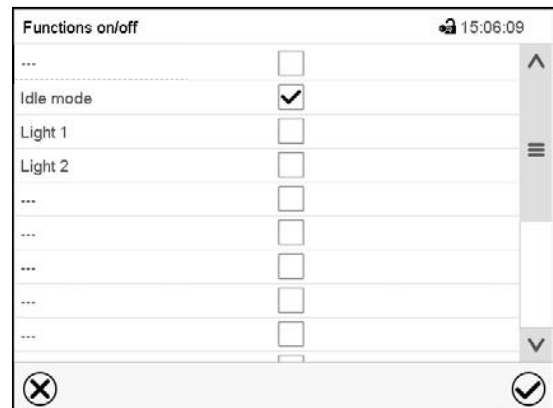 Functions on/off 15:06:09
---
Idle mode
Light 1
Light 2
---
---
---
---
---